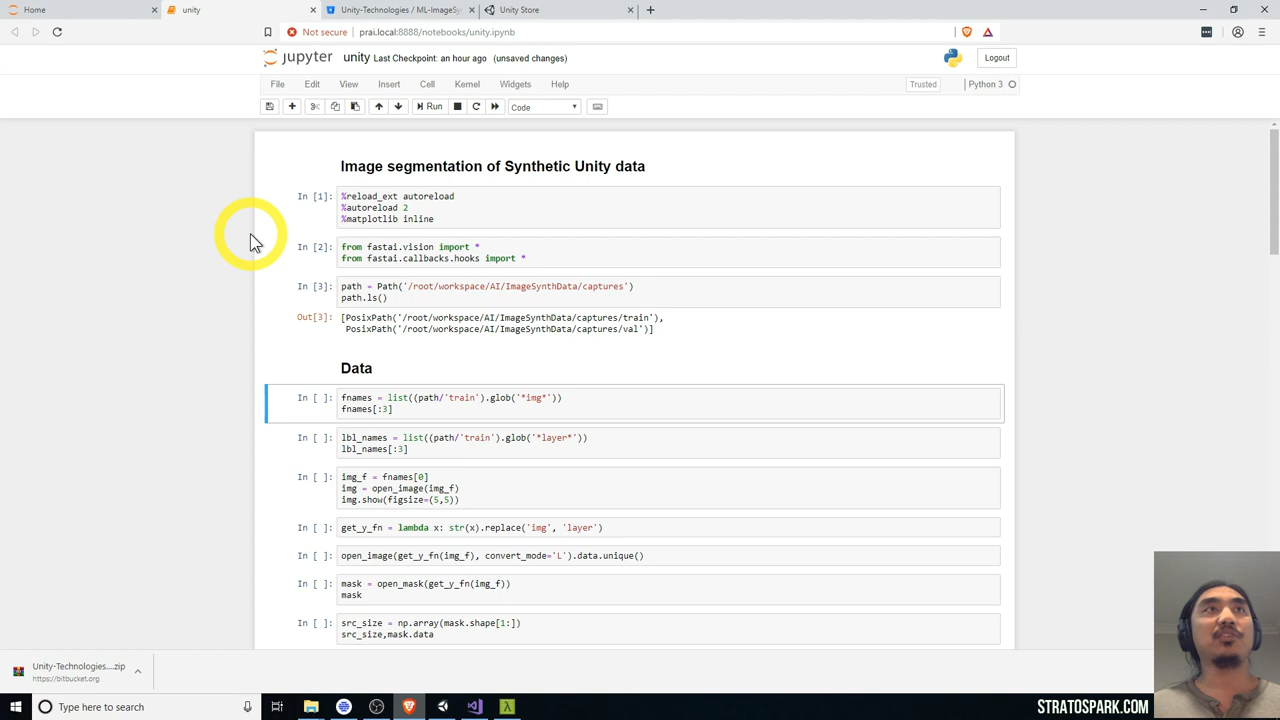 Home
unity
Unity-Technologies / ML-ImageSy
Unity Store
Not secure
prai.local:8888/notebooks/unity.ipynb
jupyter unity Last Checkpoint: an hour ago (unsaved changes)
Logout
File Edit View Insert Cell Kernel Widgets Help
Trusted
Python 3
Run
Code
Image segmentation of Synthetic Unity data
In [1]: %reload_ext autoreload
%autoreload 2
%matplotlib inline
In [2]: from fastai.vision import *
from fastai.callbacks.hooks import *
In [3]: path = Path('/root/workspace/AI/ImageSynthData/captures')
path.ls()
Out[3]: [PosixPath('/root/workspace/AI/ImageSynthData/captures/train'),
PosixPath('/root/workspace/AI/ImageSynthData/captures/val')]
Data
In [ ]: fnames = list((path/'train').glob('*img*'))
fnames[:3]
In [ ]: lbl_names = list((path/'train').glob('*layer*'))
lbl_names[:3]
In [ ]: img_f = fnames[0]
img = open_image(img_f)
img.show(figsize=(5,5))
In [ ]: get_y_fn = lambda x: str(x).replace('img', 'layer')
In [ ]: open_image(get_y_fn(img_f), convert_mode='L').data.unique()
In [ ]: mask = open_mask(get_y_fn(img_f))
mask
In [ ]: src_size = np.array(mask.shape[1:])
src_size,mask.data
Unity-Technologies....zip
https://bitbucket.org
Type here to search
STRATOSPARK.COM